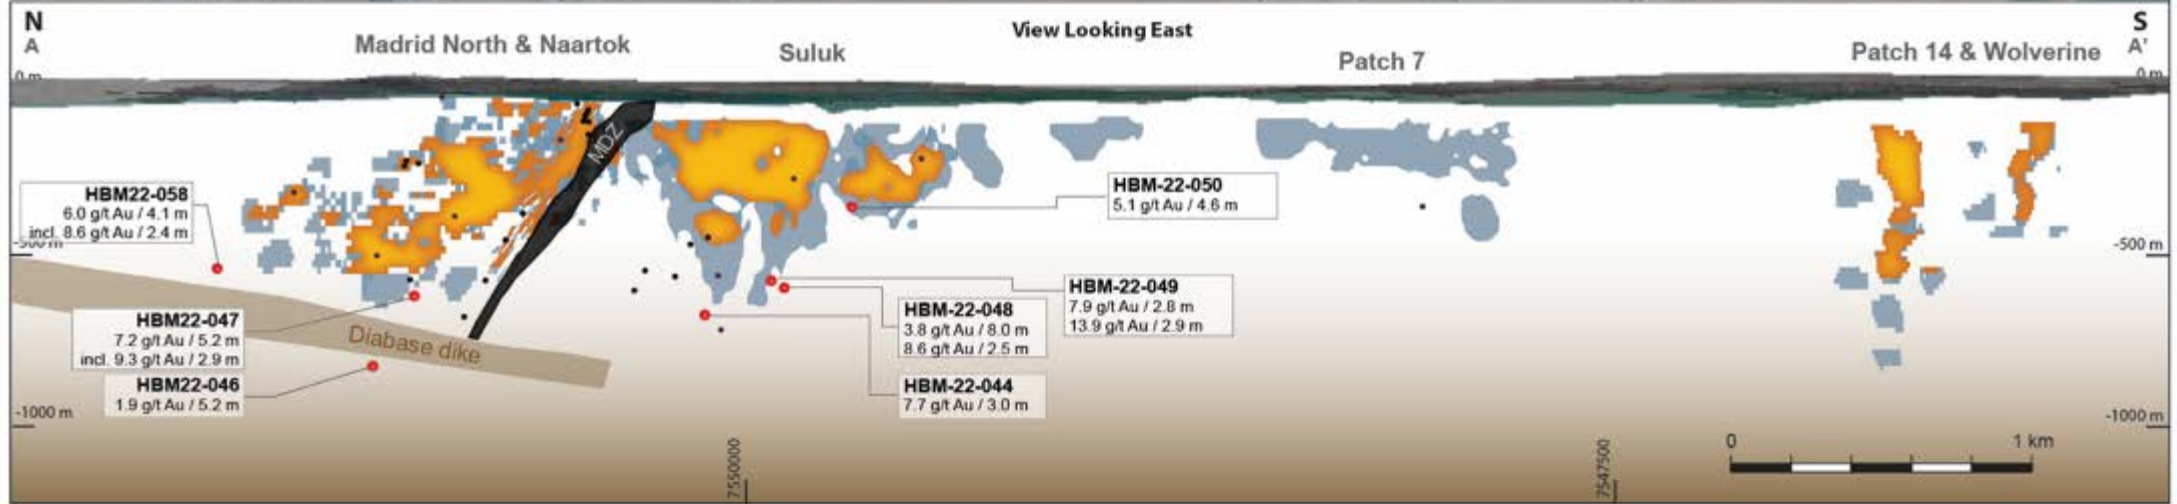 N
A
View Looking East
S
A'
Madrid North & Naartok
Suluk
Patch 7
Patch 14 & Wolverine
0 m
0 m
MDZ
HBM22-058
6.0 g/t Au / 4.1 m
incl. 8.6 g/t Au / 2.4 m
-500 m
-500 m
HBM-22-050
5.1 g/t Au / 4.6 m
HBM-22-049
7.9 g/t Au / 2.8 m
13.9 g/t Au / 2.9 m
HBM-22-048
3.8 g/t Au / 8.0 m
8.6 g/t Au / 2.5 m
HBM22-047
7.2 g/t Au / 5.2 m
incl. 9.3 g/t Au / 2.9 m
Diabase dike
HBM22-046
1.9 g/t Au / 5.2 m
HBM-22-044
7.7 g/t Au / 3.0 m
-1000 m
-1000 m
7550000
7547500
0
1 km